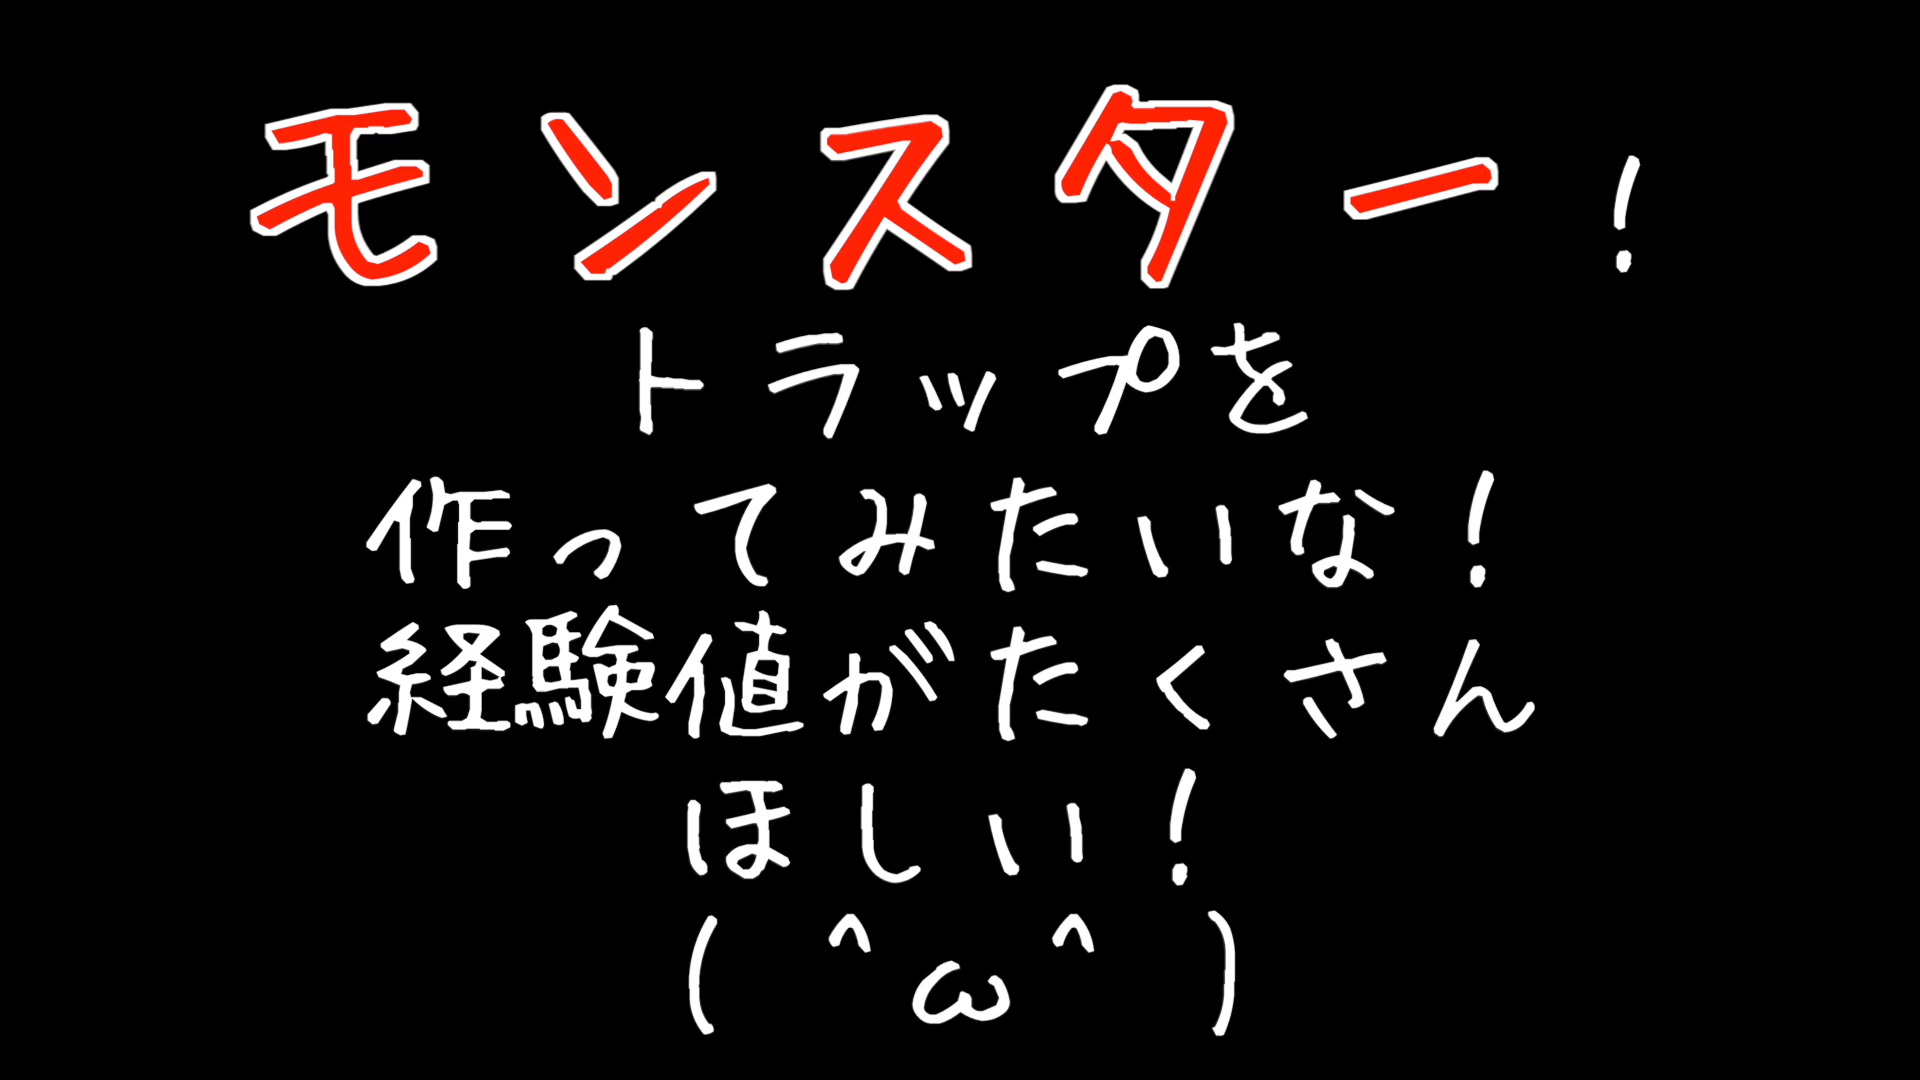 モンスター！
トラップを
作ってみたいな！
経験値がたくさん
ほしい！
(＾ω＾)